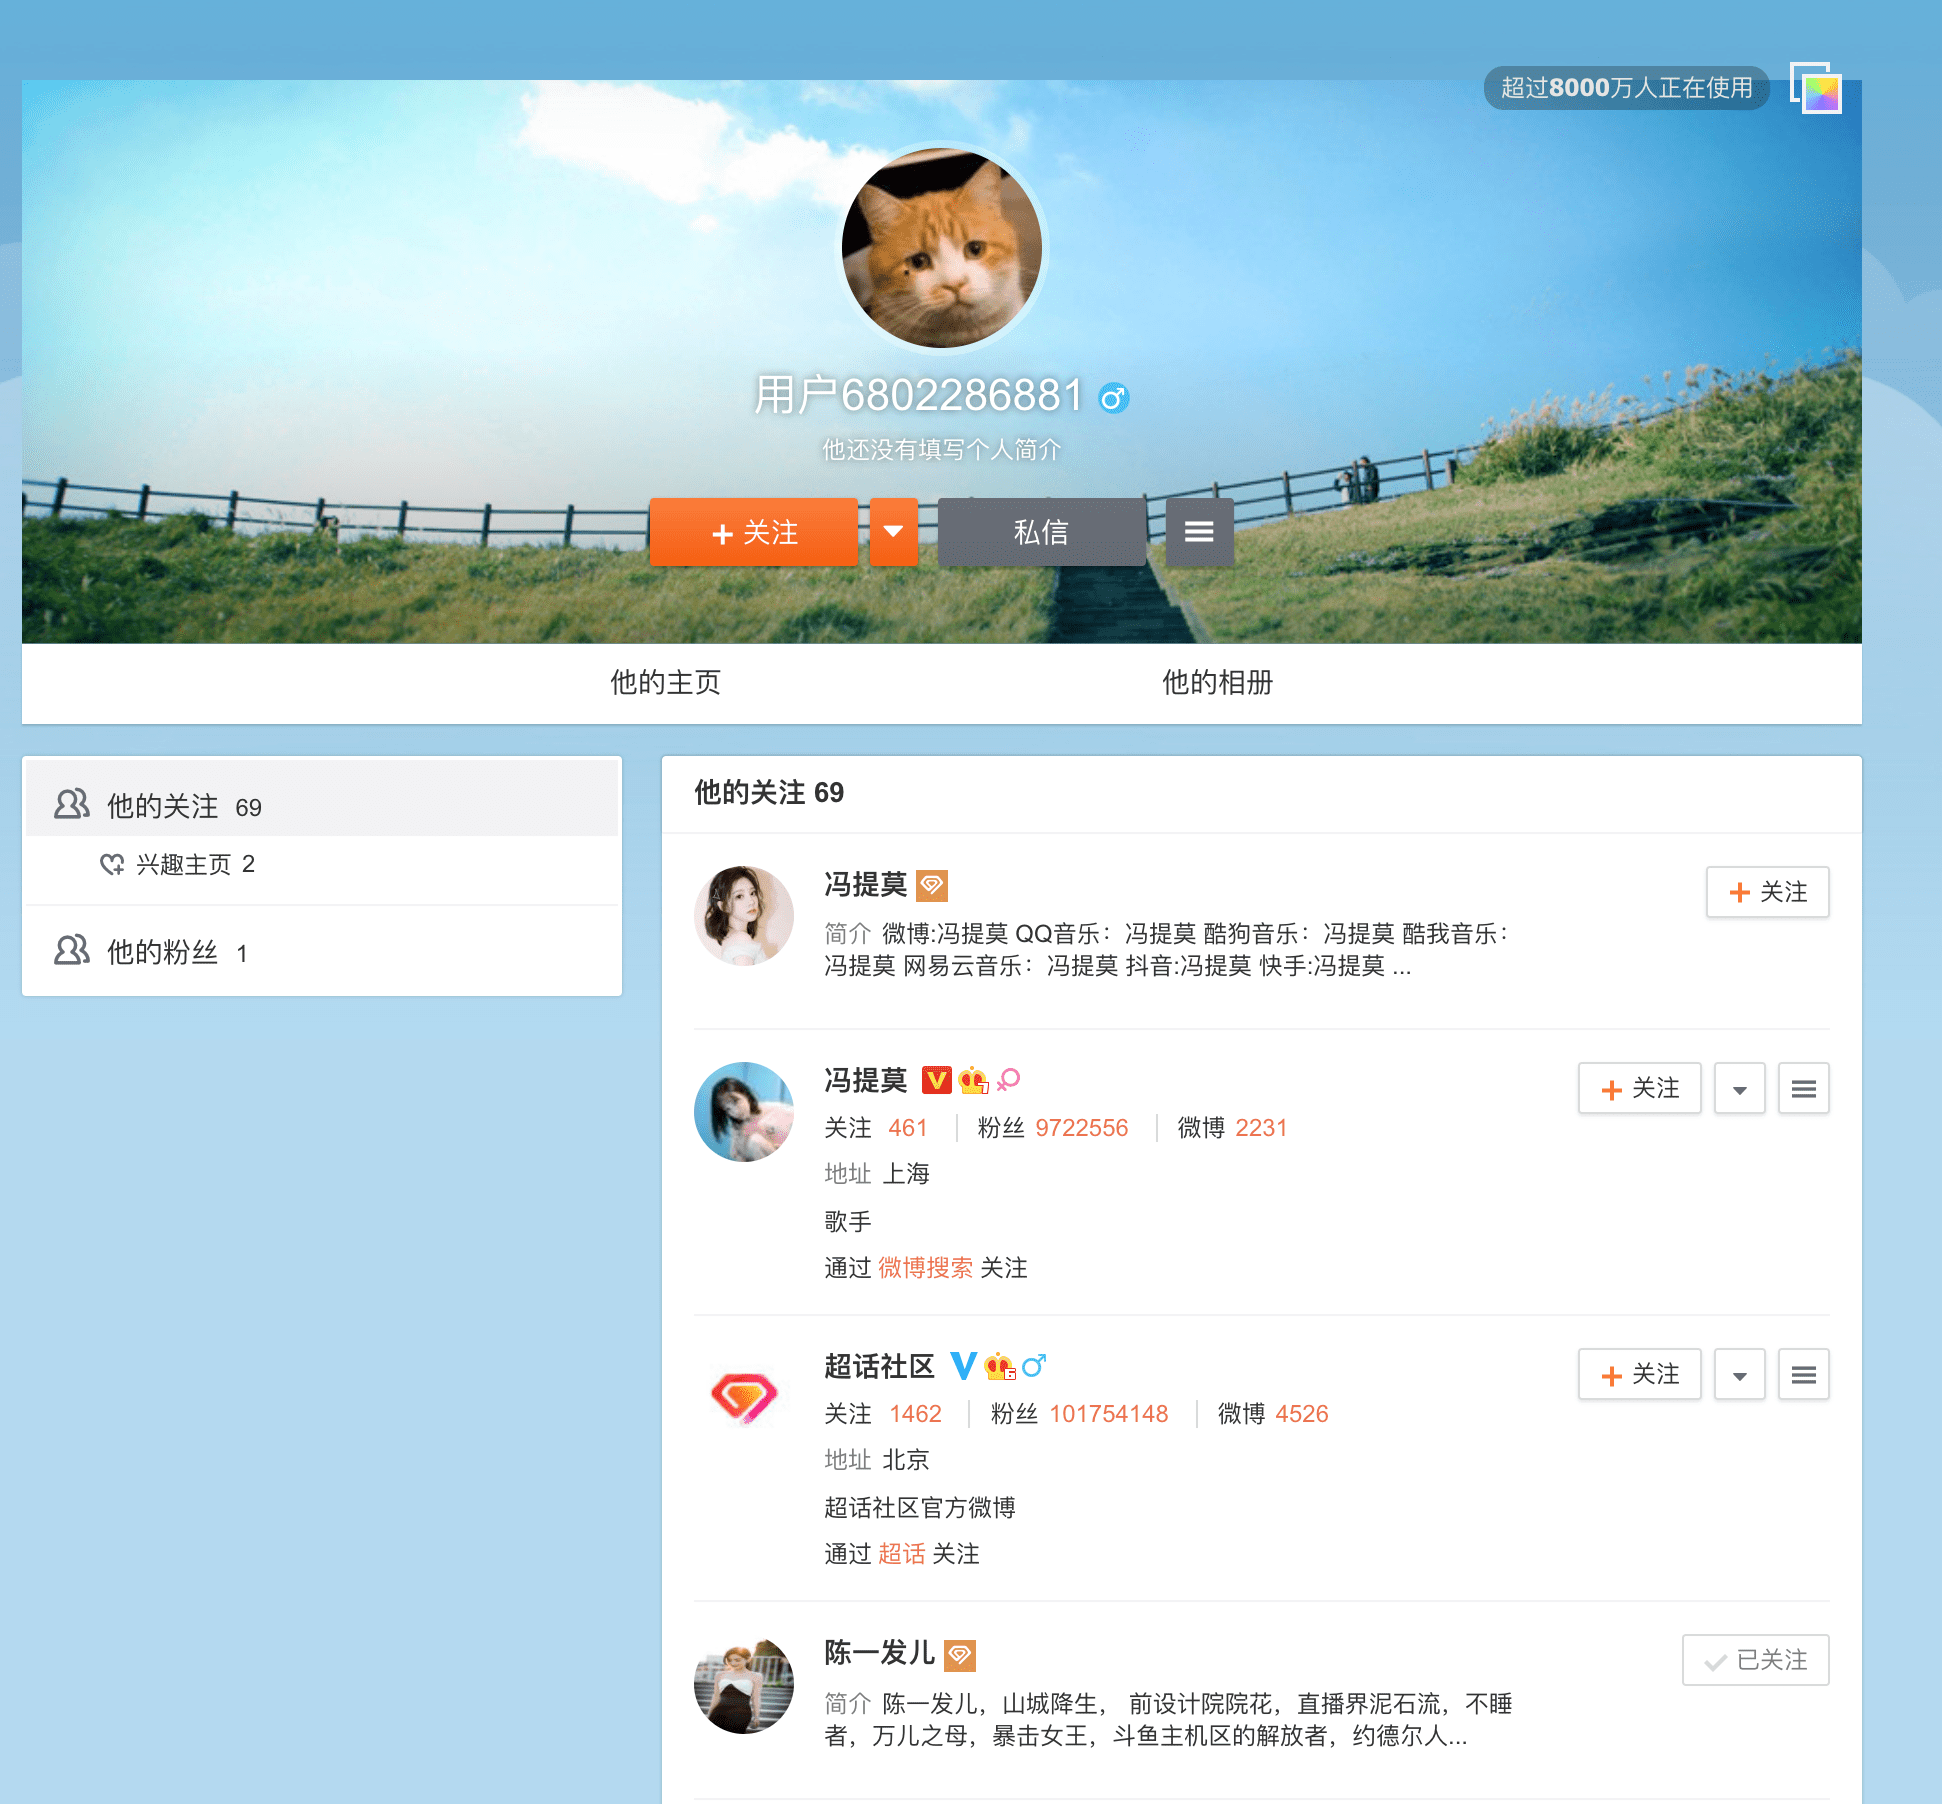 超过8000万人正在使用
用户6802286881
他还没有填写个人简介
+ 关注
私信
他的主页
他的相册
他的关注 69
兴趣主页 2
他的粉丝 1
他的关注 69
冯提莫
+ 关注
简介 微博:冯提莫 QQ音乐：冯提莫 酷狗音乐：冯提莫 酷我音乐：
冯提莫 网易云音乐：冯提莫 抖音:冯提莫 快手:冯提莫 ...
冯提莫 V 7
+ 关注
关注 461 粉丝 9722556 微博 2231
地址 上海
歌手
通过 微博搜索 关注
超话社区 V
+ 关注
关注 1462 粉丝 101754148 微博 4526
地址 北京
超话社区官方微博
通过 超话 关注
陈一发儿
已关注
简介 陈一发儿，山城降生， 前设计院院花，直播界泥石流，不睡
者，万儿之母，暴击女王，斗鱼主机区的解放者，约德尔人...